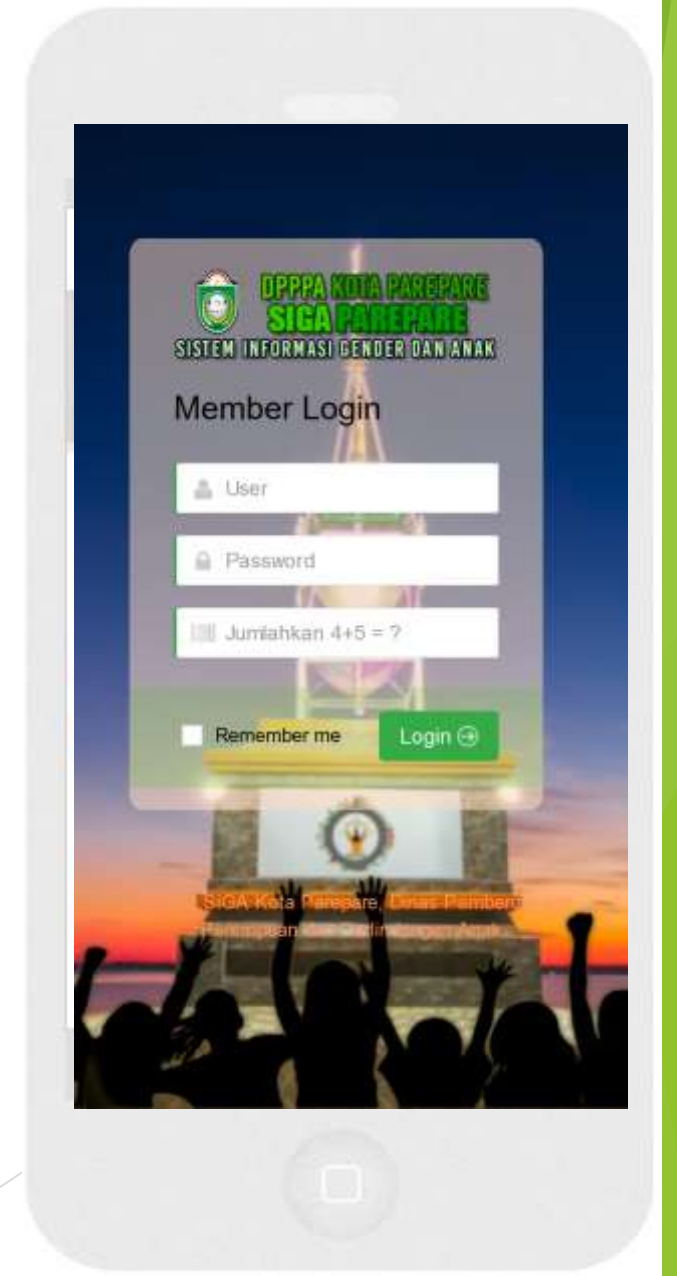 DPPPA KOTA PAREPARE
SIGA PAREPARE
SISTEM INFORMASI GENDER DAN ANAK
Member Login
User
Password
Jumlahkan 4+5 = ?
Remember me
Login
SIGA Kota Parepare, Dinas